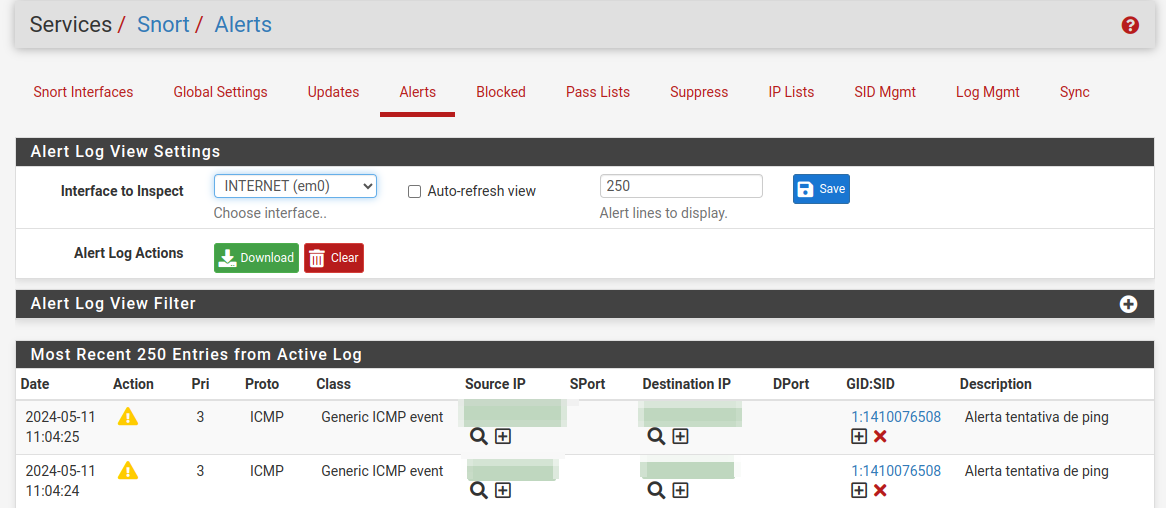 Services / Snort / Alerts
Snort Interfaces Global Settings Updates Alerts Blocked Pass Lists Suppress IP Lists SID Mgmt Log Mgmt Sync
Alert Log View Settings
Interface to Inspect INTERNET (em0) Auto-refresh view 250 Save
Choose interface.. Alert lines to display.
Alert Log Actions Download Clear
Alert Log View Filter
Most Recent 250 Entries from Active Log
Date Action Pri Proto Class Source IP SPort Destination IP DPort GID:SID Description
2024-05-11 3 ICMP Generic ICMP event 1:1410076508 Alerta tentativa de ping
11:04:25
2024-05-11 3 ICMP Generic ICMP event 1:1410076508 Alerta tentativa de ping
11:04:24